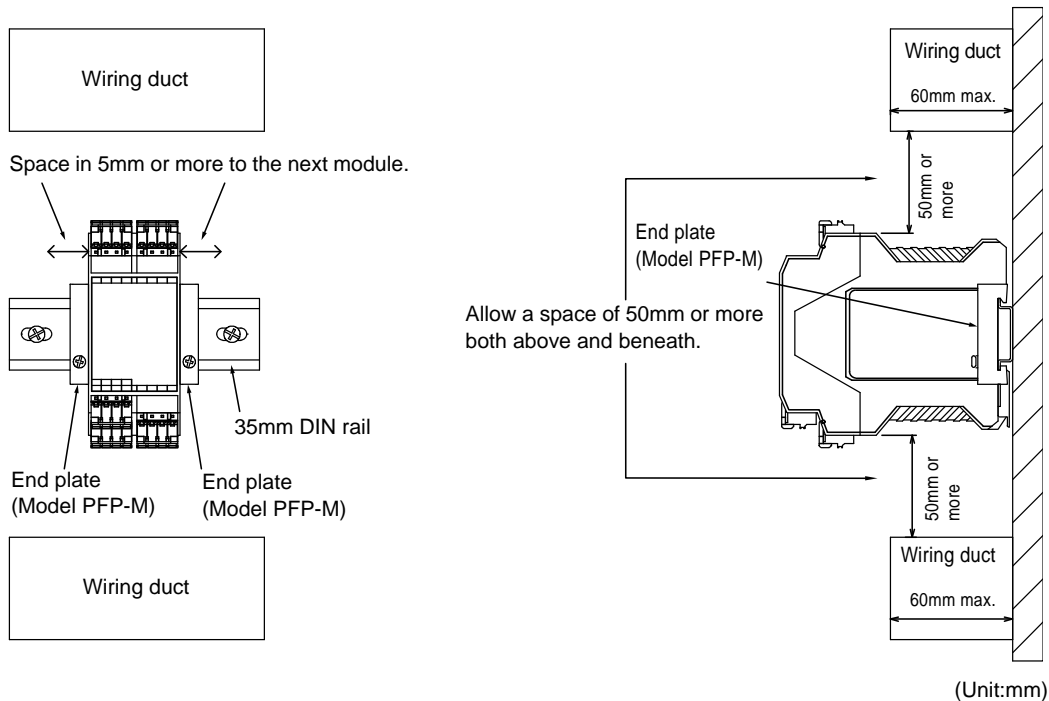 Wiring duct
Space in 5mm or more to the next module.
35mm DIN rail
End plate
(Model PFP-M)
End plate
(Model PFP-M)
Wiring duct
Wiring duct
60mm max.
50mm or
more
End plate
(Model PFP-M)
Allow a space of 50mm or more
both above and beneath.
50mm or
more
Wiring duct
60mm max.
(Unit:mm)